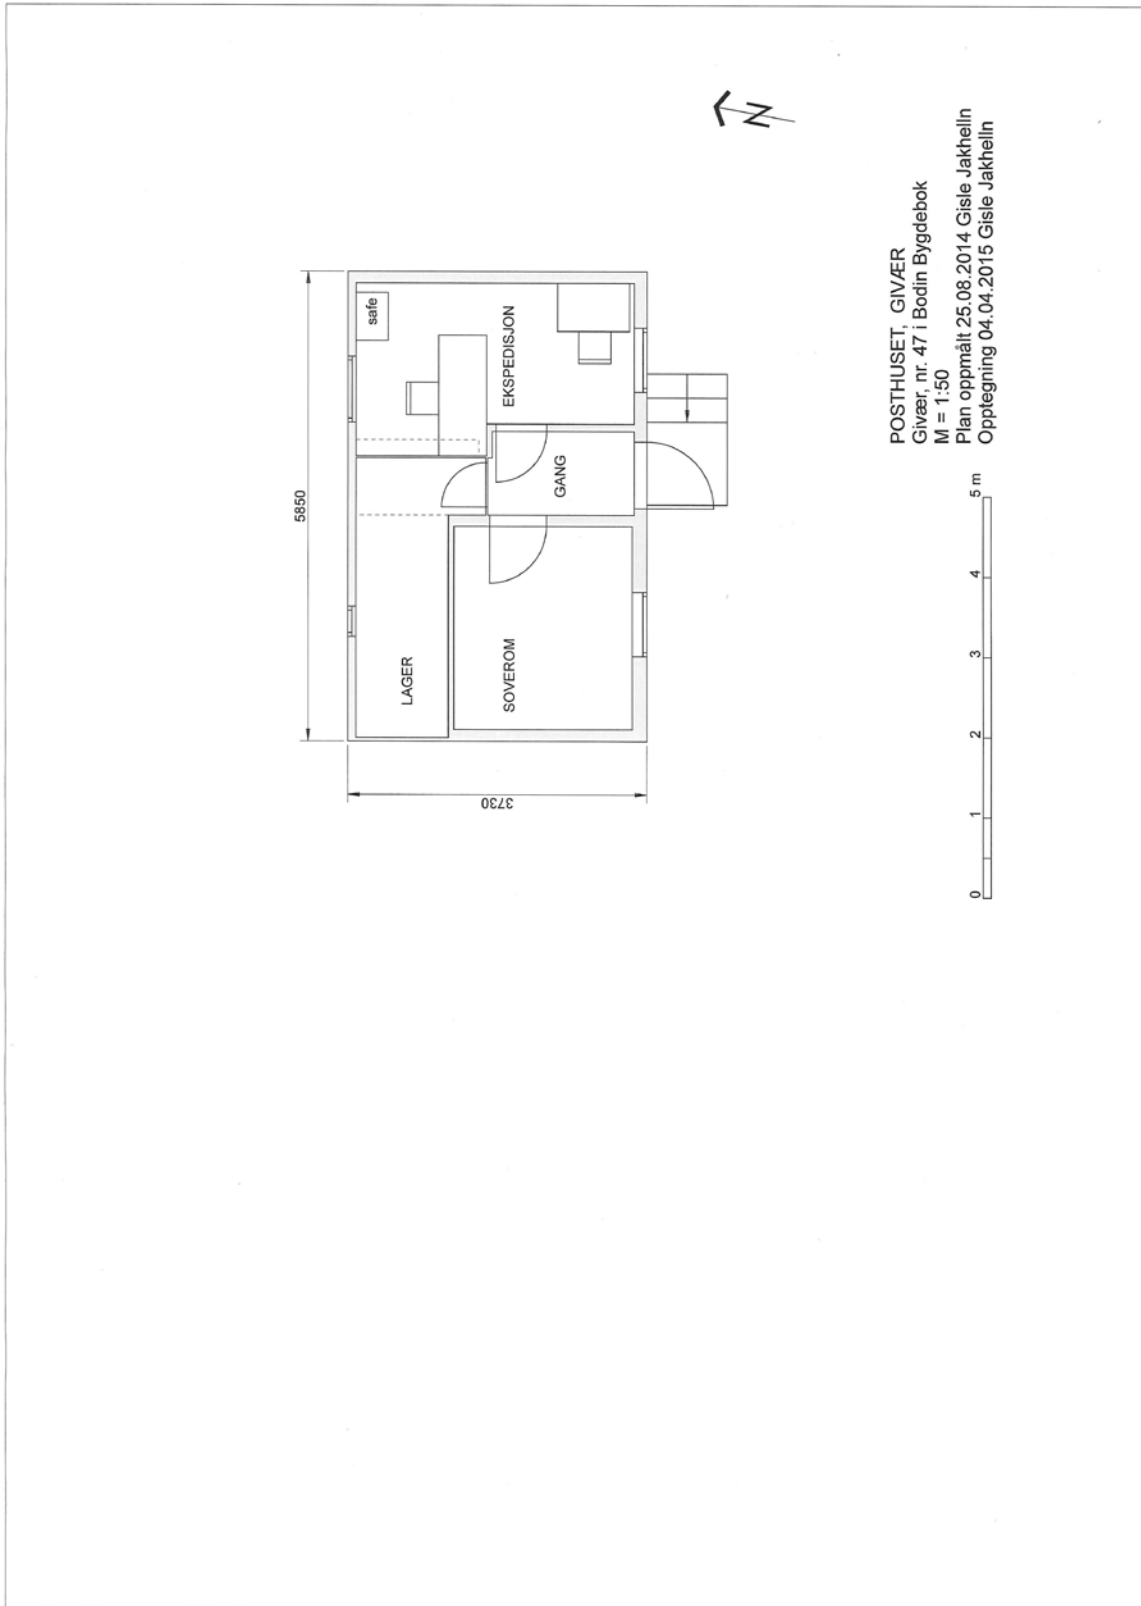 N
5850
3730
safe
EKSPEDISJON
GANG
LAGER
SOVEROM
POSTHUSET, GIVÆR
Givær, nr. 47 i Bodin Bygdebok
M = 1:50
Plan oppmålt 25.08.2014 Gisle Jakhelln
Opptegning 04.04.2015 Gisle Jakhelln
0 1 2 3 4 5 m